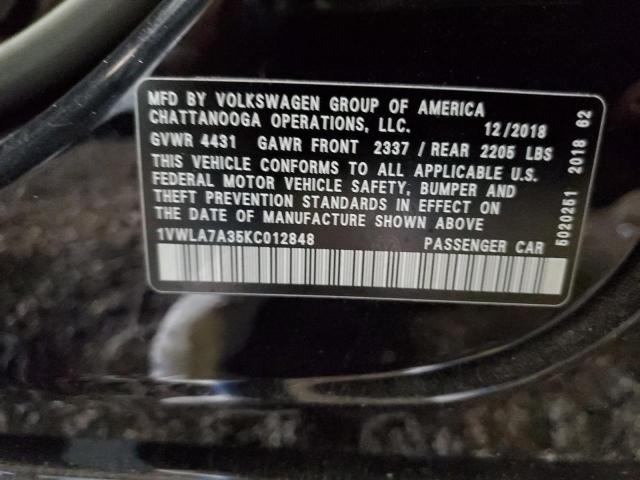 MFD BY VOLKSWAGEN GROUP OF AMERICA
CHATTANOOGA OPERATIONS, LLC. 12/2018
GVWR 4431 GAWR FRONT 2337 / REAR 2205 LBS
THIS VEHICLE CONFORMS TO ALL APPLICABLE U.S.
FEDERAL MOTOR VEHICLE SAFETY, BUMPER AND
THEFT PREVENTION STANDARDS IN EFFECT ON
THE DATE OF MANUFACTURE SHOWN ABOVE
1VWLA7A35KC012848 PASSENGER CAR
5020251 2018 62